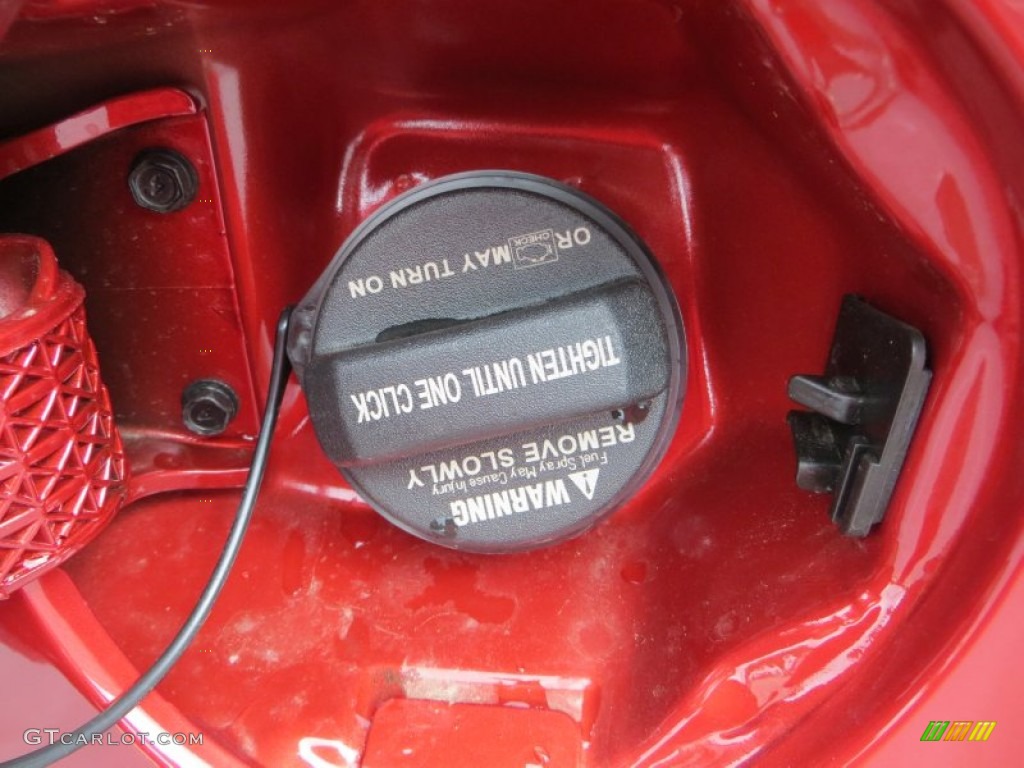 WARNING
Fuel Spray May Cause Injury
REMOVE SLOWLY
TIGHTEN UNTIL ONE CLICK
OR CHECK MAY TURN ON
GTCARLOT.COM